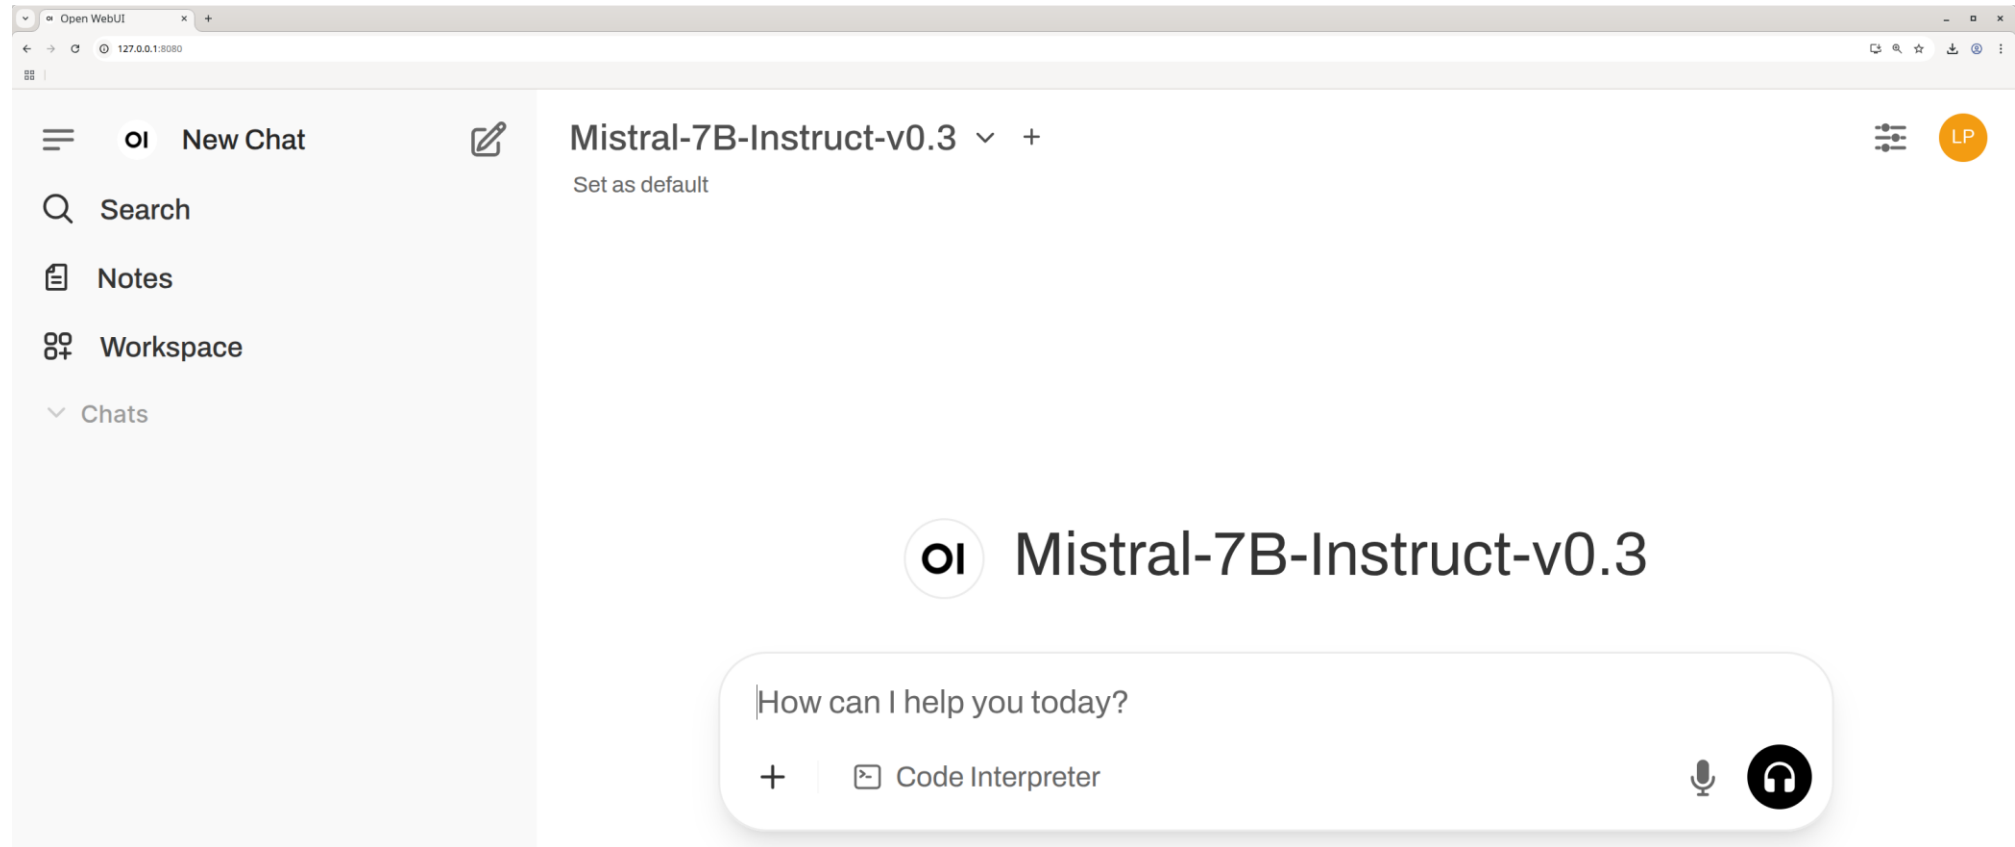 Open WebUI
127.0.0.1:8080
OI New Chat
Search
Notes
Workspace
Chats
Mistral-7B-Instruct-v0.3
Set as default
LP
OI Mistral-7B-Instruct-v0.3
How can I help you today?
Code Interpreter